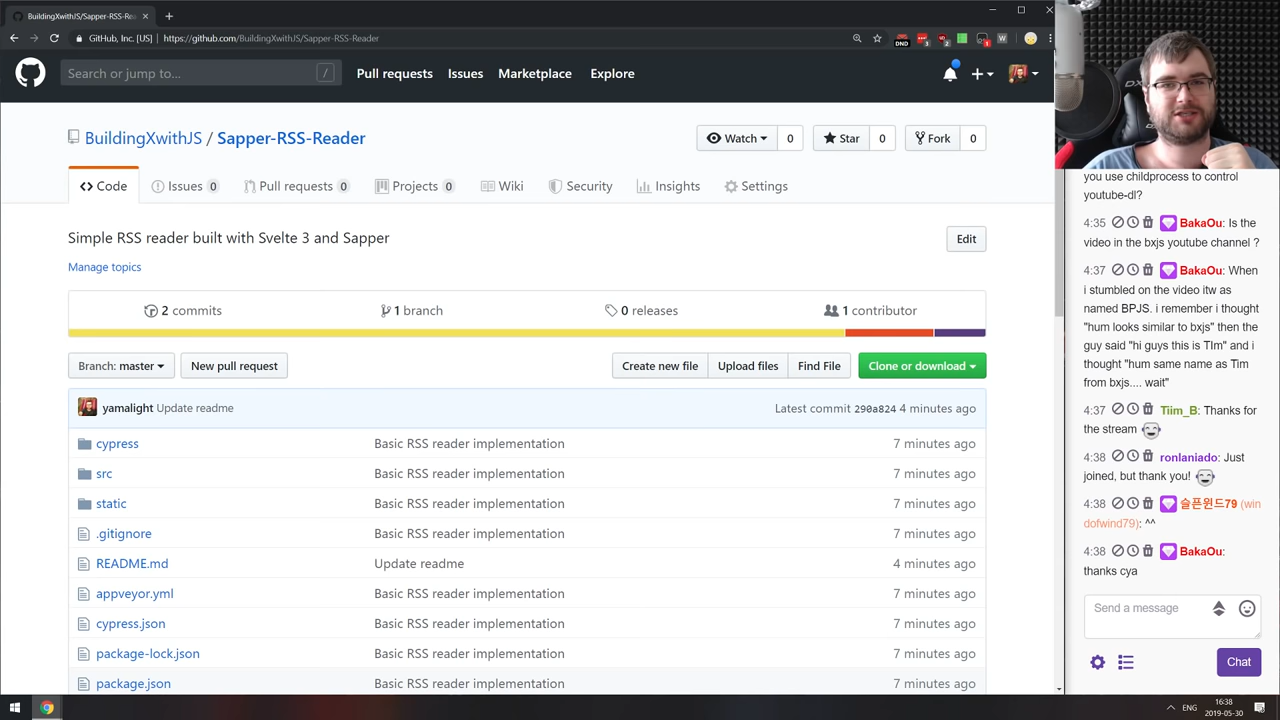 BuildingXwithJS/Sapper-RSS-Re
GitHub, Inc. [US] | https://github.com/BuildingXwithJS/Sapper-RSS-Reader
DND
Search or jump to...
/
Pull requests
Issues
Marketplace
Explore
BuildingXwithJS / Sapper-RSS-Reader
Watch 0
Star 0
Fork 0
Code
Issues 0
Pull requests 0
Projects 0
Wiki
Security
Insights
Settings
Simple RSS reader built with Svelte 3 and Sapper
Edit
Manage topics
2 commits
1 branch
0 releases
1 contributor
Branch: master
New pull request
Create new file
Upload files
Find File
Clone or download
yamalight Update readme
Latest commit 290a824 4 minutes ago
cypress Basic RSS reader implementation 7 minutes ago
src Basic RSS reader implementation 7 minutes ago
static Basic RSS reader implementation 7 minutes ago
.gitignore Basic RSS reader implementation 7 minutes ago
README.md Update readme 4 minutes ago
appveyor.yml Basic RSS reader implementation 7 minutes ago
cypress.json Basic RSS reader implementation 7 minutes ago
package-lock.json Basic RSS reader implementation 7 minutes ago
package.json Basic RSS reader implementation 7 minutes ago
you use childprocess to control
youtube-dl?
4:35 BakaOu: Is the
video in the bxjs youtube channel ?
4:37 BakaOu: When
i stumbled on the video itw as
named BPJS. i remember i thought
"hum looks similar to bxjs" then the
guy said "hi guys this is TIm" and i
thought "hum same name as Tim
from bxjs.... wait"
4:37 Tiim_B: Thanks for
the stream
4:38 ronlaniado: Just
joined, but thank you!
4:38 슬픈윈드79 (win
dofwind79): ^^
4:38 BakaOu:
thanks cya
Send a message
Chat
ENG
16:38
2019-05-30